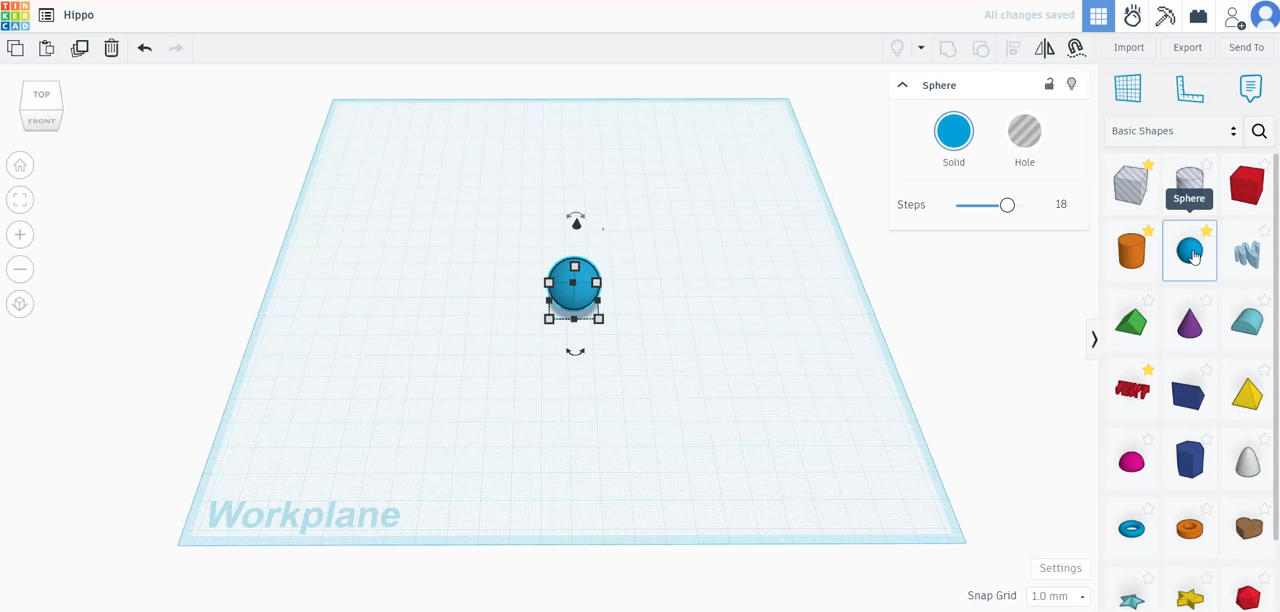 TIN
KER
CAD
Hippo
All changes saved
Import
Export
Send To
TOP
FRONT
Sphere
Solid
Hole
Steps
18
Basic Shapes
Sphere
TEXT
Workplane
Settings
Snap Grid
1.0 mm